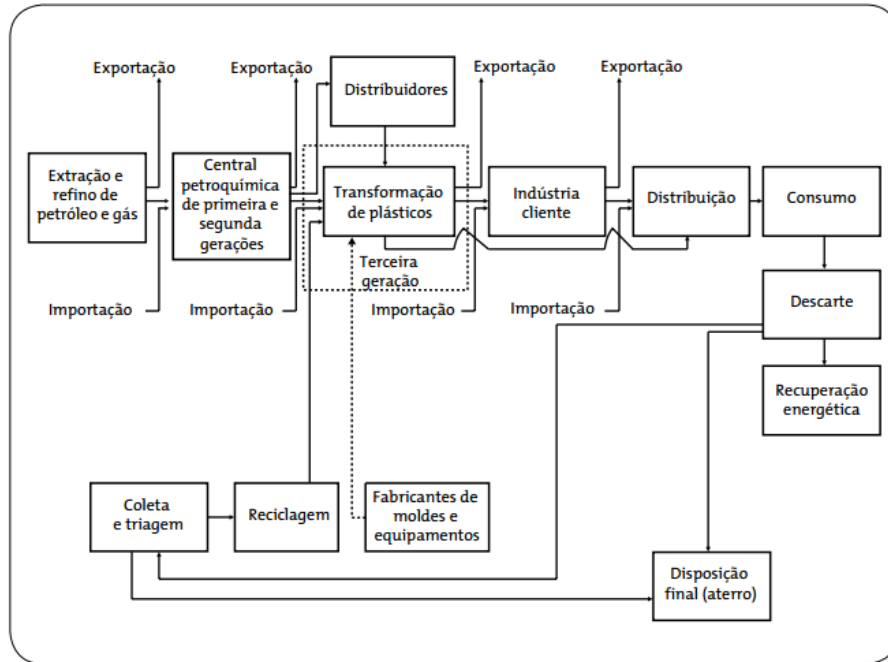 Exportação
Exportação
Distribuidores
Exportação
Exportação
Extração e
refino de
petróleo e gás
Central
petroquímica
de primeira e
segunda
gerações
Transformação
de plásticos
Indústria
cliente
Distribuição
Consumo
Terceira
geração
Importação
Importação
Importação
Importação
Descarte
Recuperação
energética
Coleta
e triagem
Reciclagem
Fabricantes de
moldes e
equipamentos
Disposição
final (aterro)